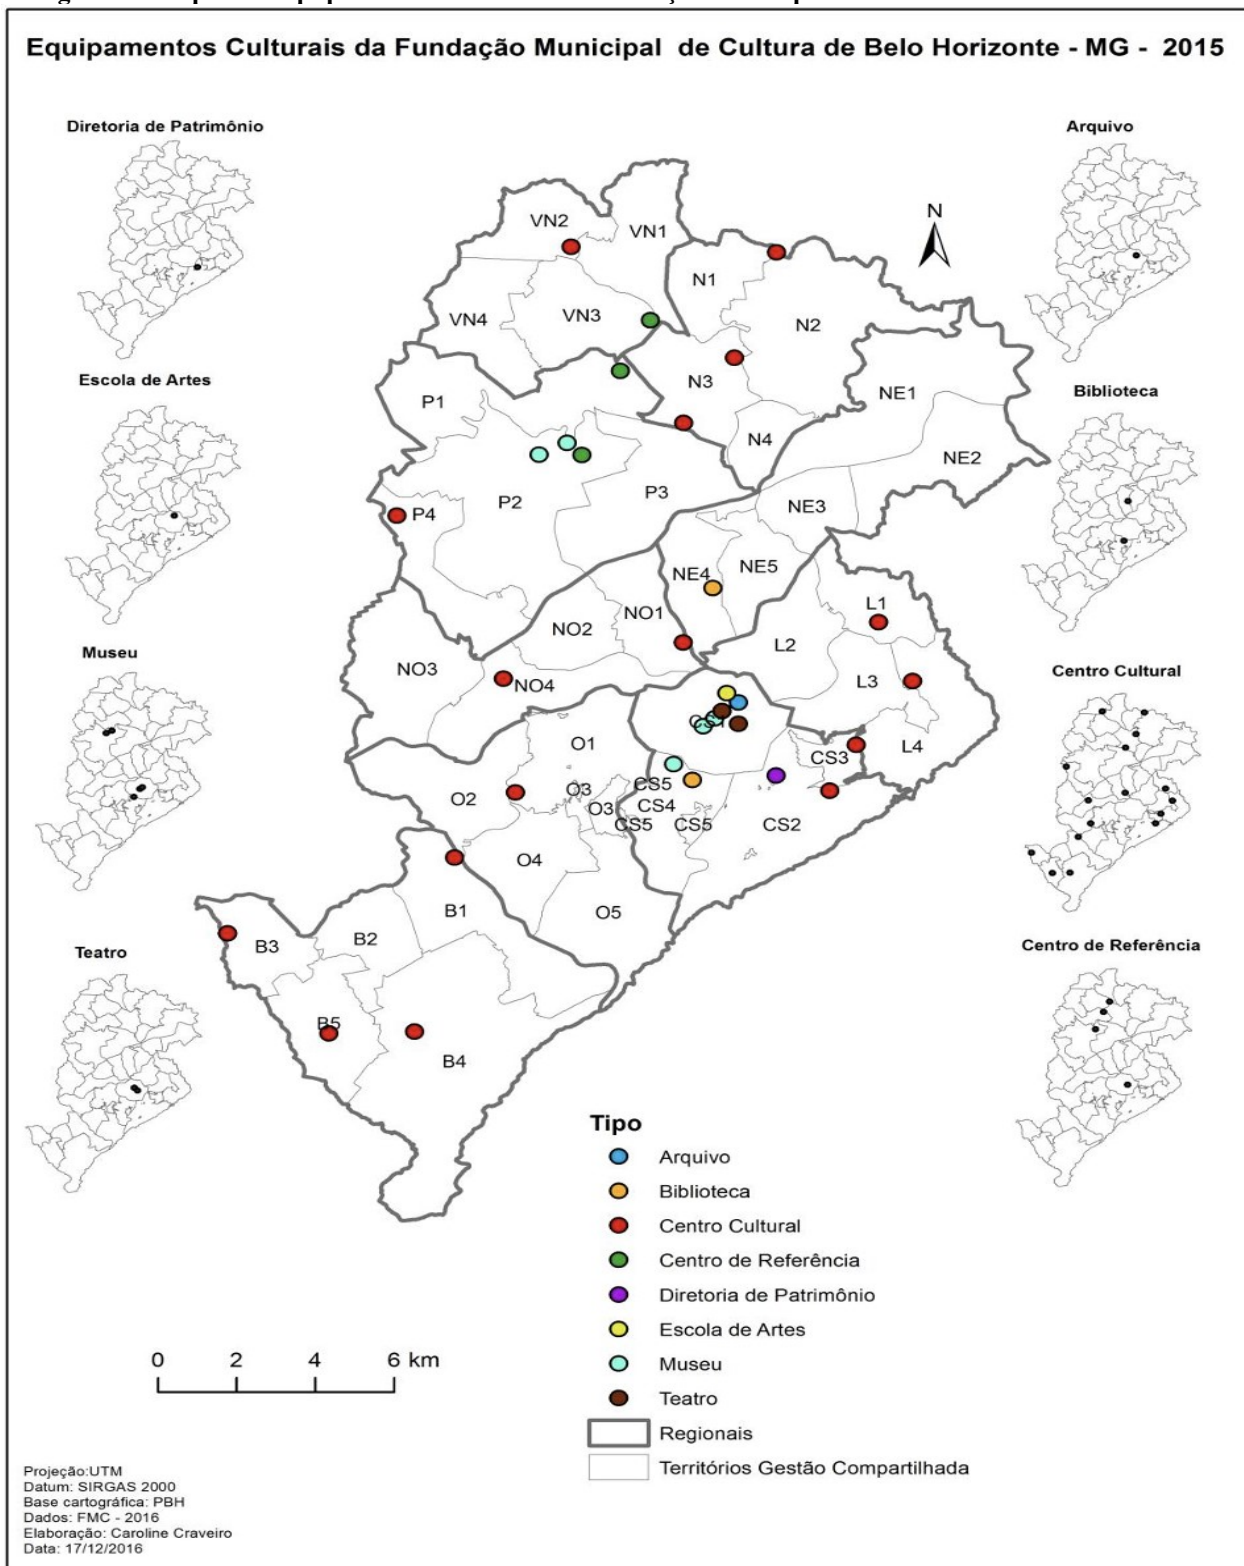 Equipamentos Culturais da Fundação Municipal de Cultura de Belo Horizonte - MG - 2015
Diretoria de Patrimônio
Arquivo
Escola de Artes
Biblioteca
Museu
Centro Cultural
Teatro
Centro de Referência
N
VN2
VN1
N1
VN4
VN3
N2
N3
P1
NE1
N4
NE2
P2
P3
NE3
P4
NE4
NE5
L1
NO1
NO2
L2
NO3
NO4
L3
O1
L4
CS3
O2
O3
CS5
O3
CS4
CS5
CS5
CS2
O4
B1
O5
B3
B2
B5
B4
Tipo
Arquivo
Biblioteca
Centro Cultural
Centro de Referência
Diretoria de Patrimônio
Escola de Artes
Museu
Teatro
Regionais
Territórios Gestão Compartilhada
0 2 4 6 km
Projeção:UTM
Datum: SIRGAS 2000
Base cartográfica: PBH
Dados: FMC - 2016
Elaboração: Caroline Craveiro
Data: 17/12/2016